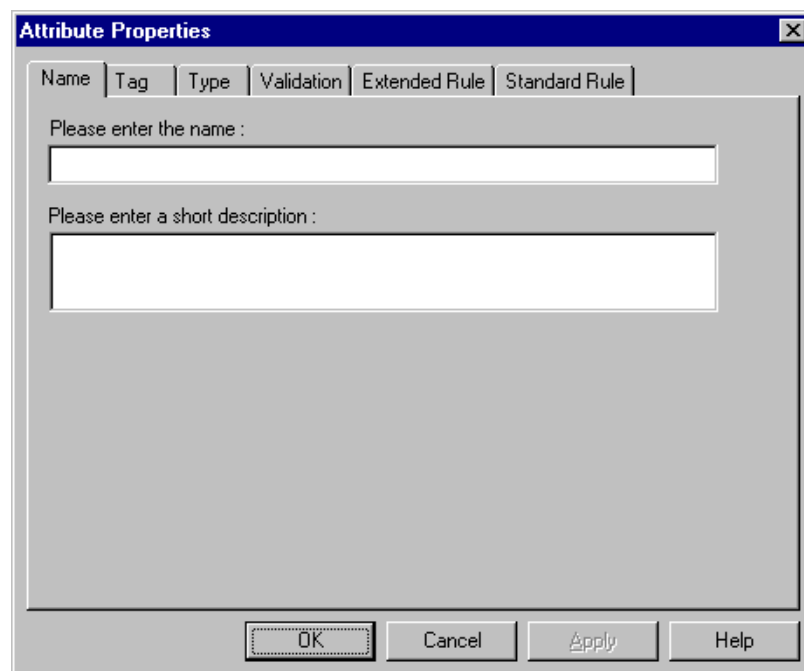 Attribute Properties
Name Tag Type Validation Extended Rule Standard Rule
Please enter the name :
Please enter a short description :
OK Cancel Apply Help